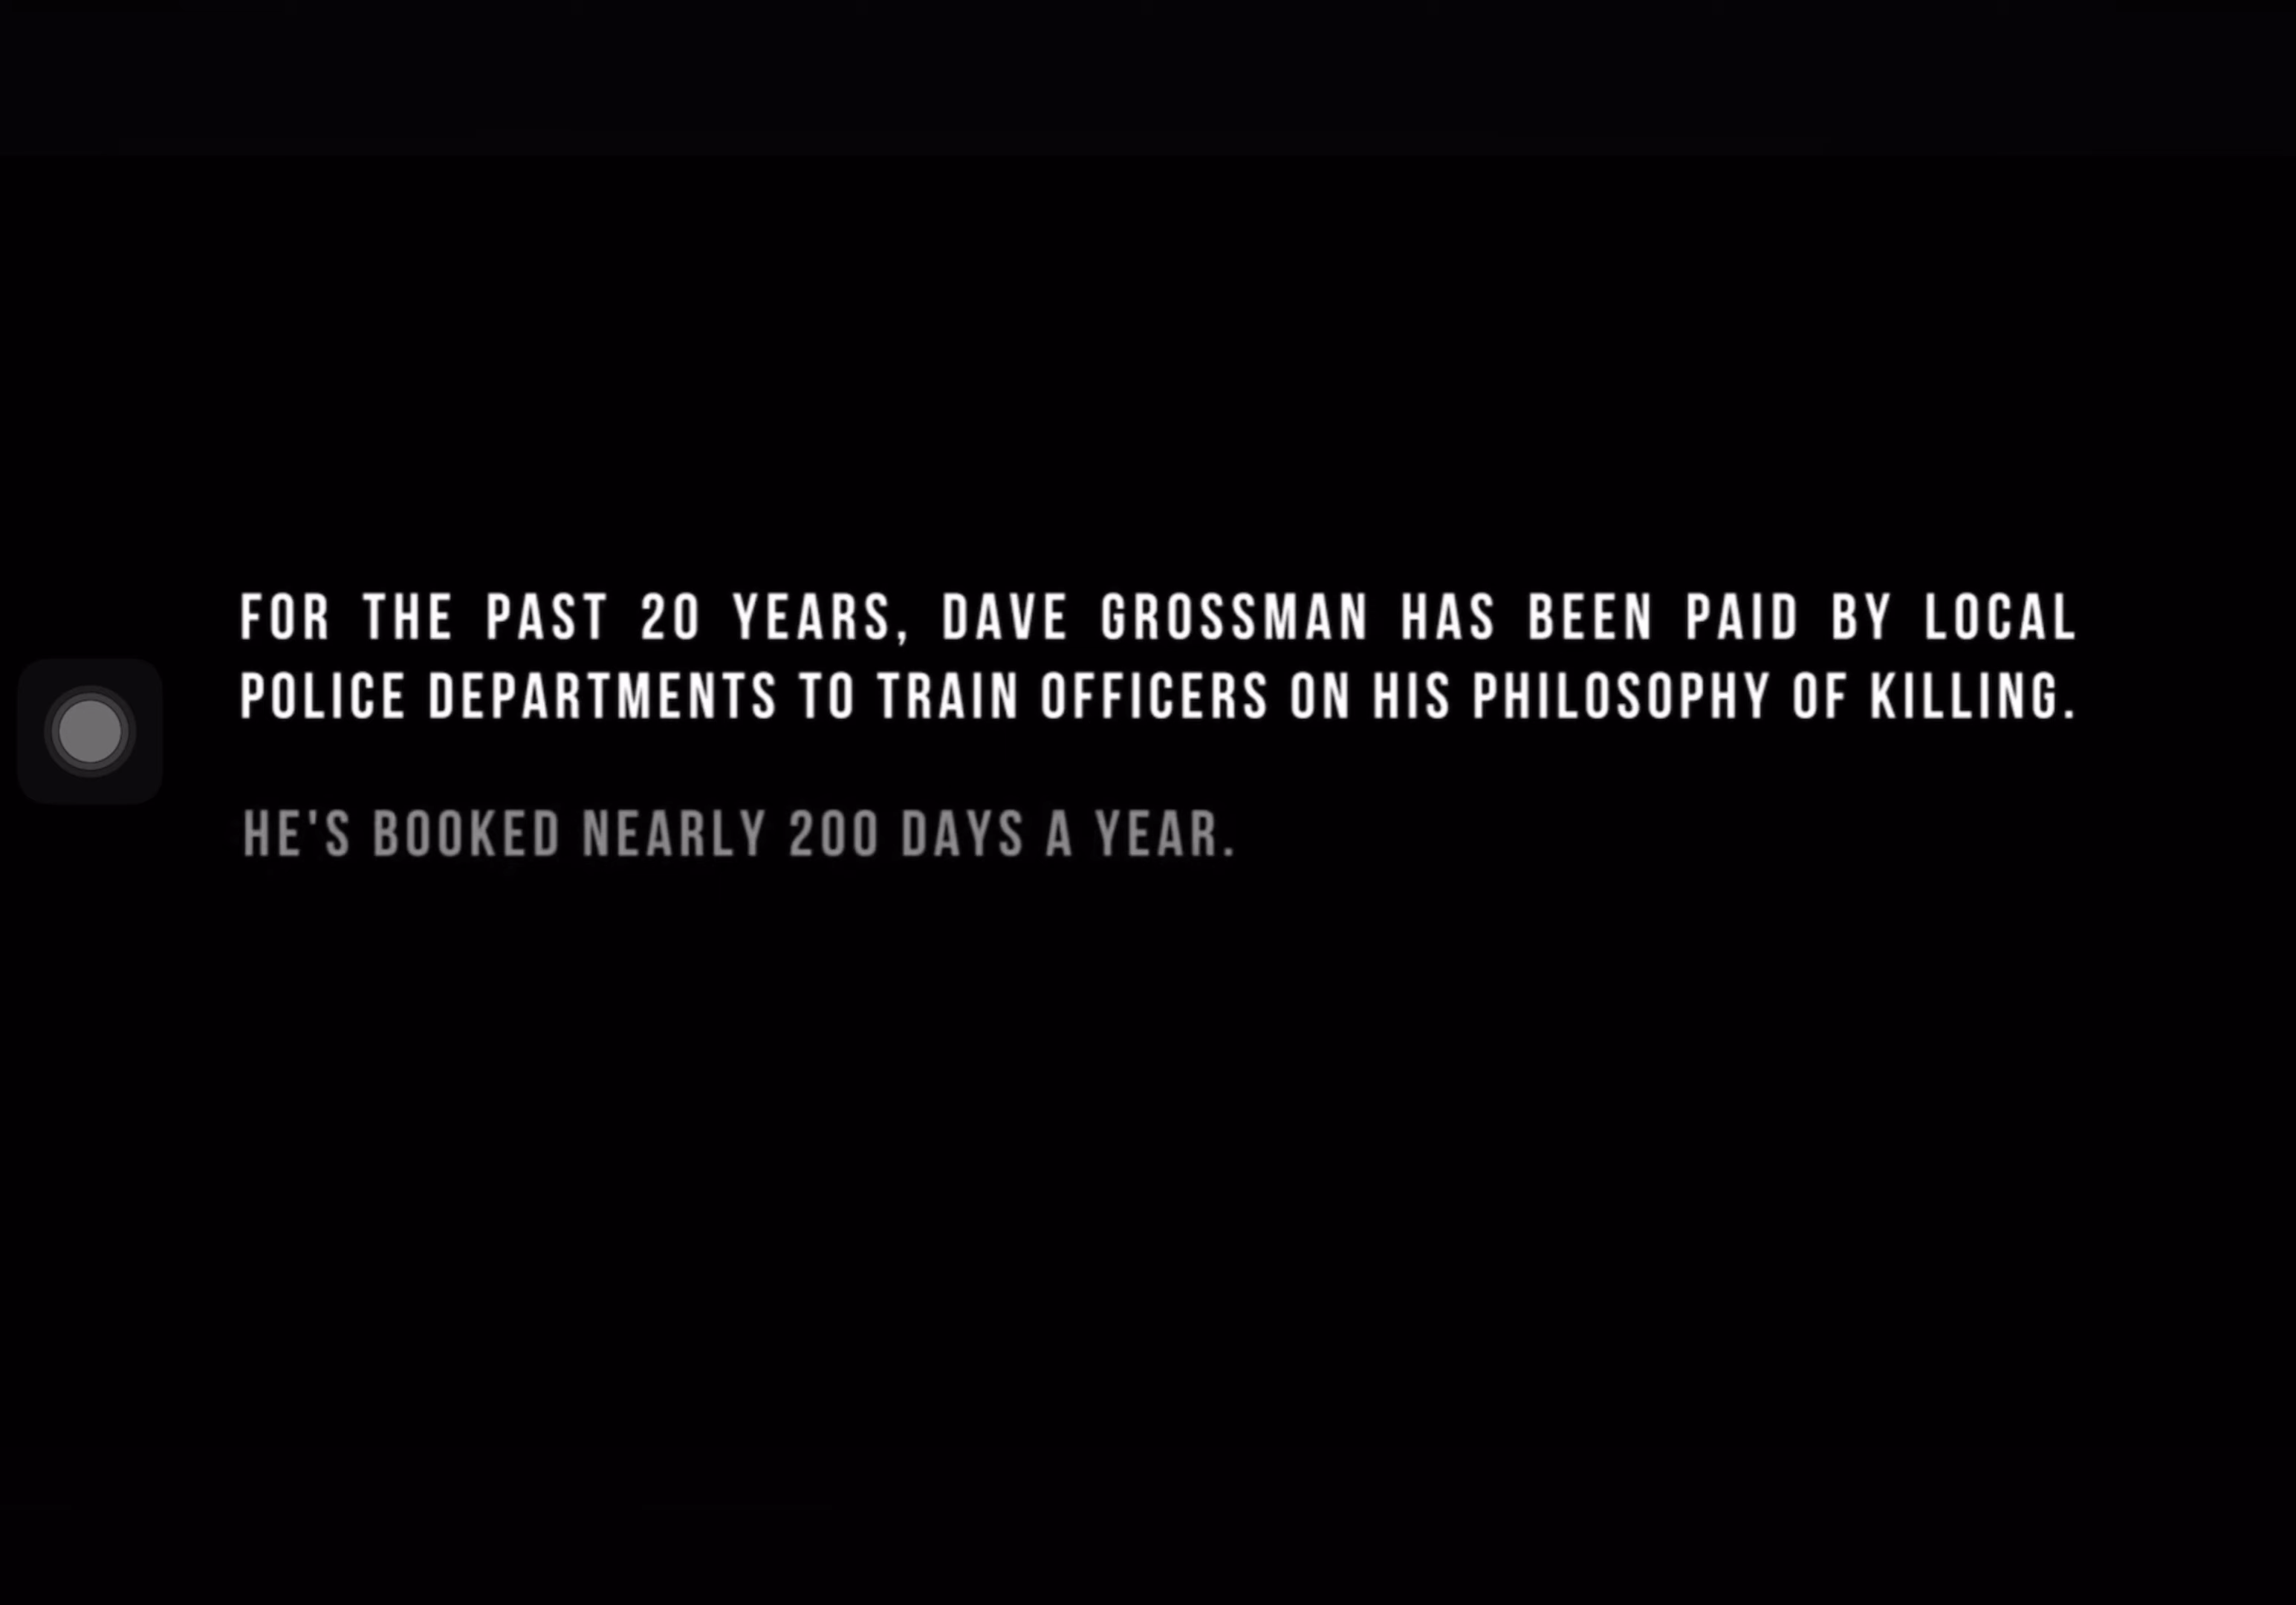 FOR THE PAST 20 YEARS, DAVE GROSSMAN HAS BEEN PAID BY LOCAL
POLICE DEPARTMENTS TO TRAIN OFFICERS ON HIS PHILOSOPHY OF KILLING.
HE'S BOOKED NEARLY 200 DAYS A YEAR.